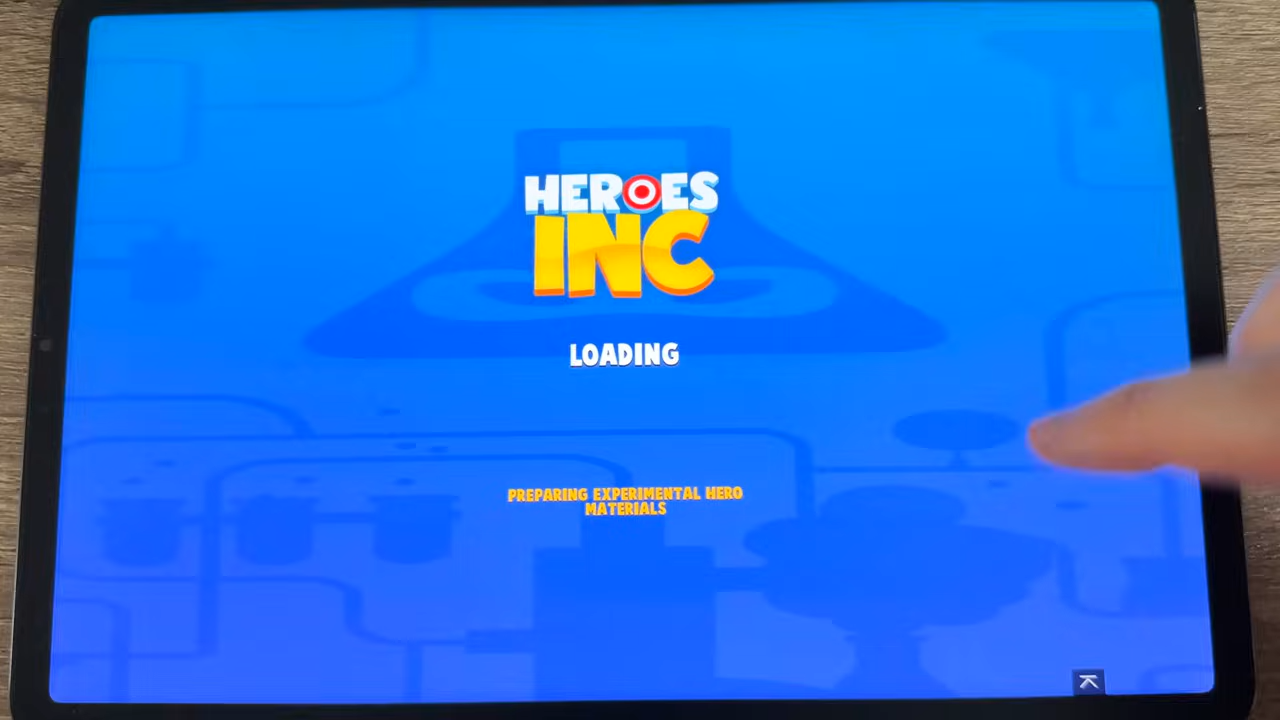 HEROES
INC
LOADING
PREPARING EXPERIMENTAL HERO
MATERIALS